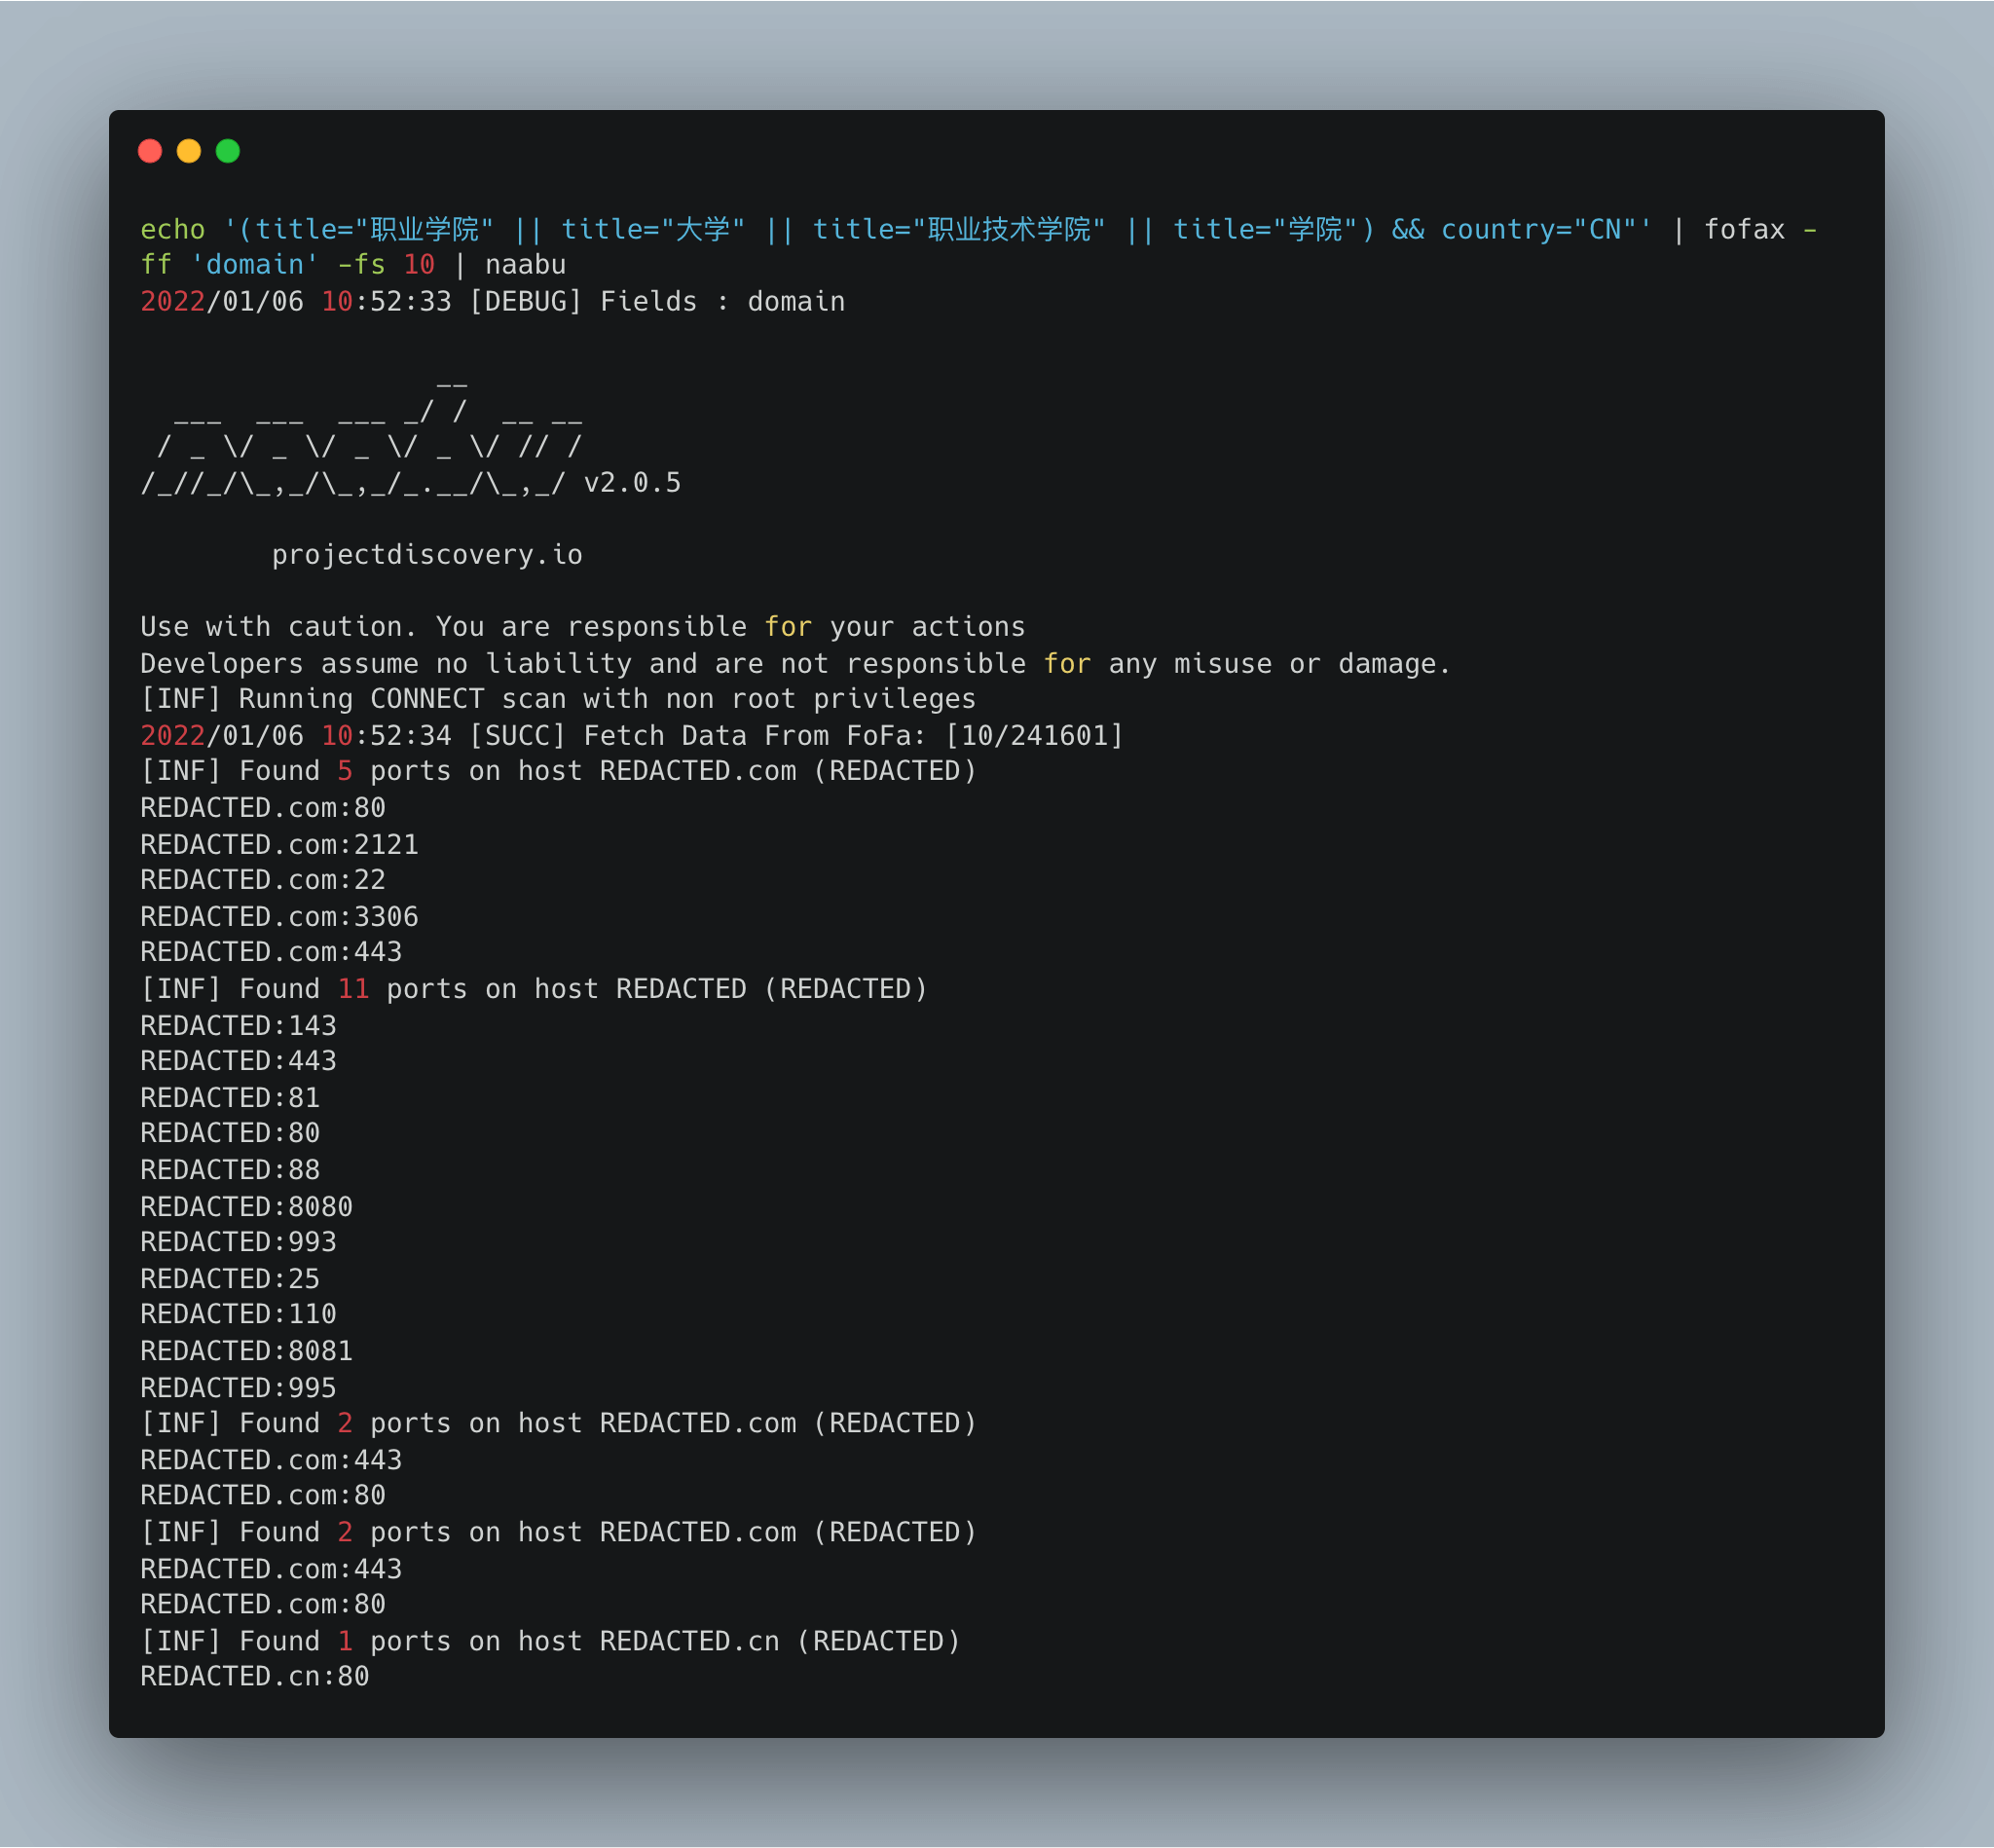 echo '(title="职业学院" || title="大学" || title="职业技术学院" || title="学院") && country="CN"' | fofax -
ff 'domain' -fs 10 | naabu
2022/01/06 10:52:33 [DEBUG] Fields : domain
                  __
  ___  ___  ___ _/ /  __ __
 / _ \/ _ \/ _ \/ _ \/ // /
/_//_/\_,_/\_,_/_.__/\_,_/ v2.0.5
projectdiscovery.io
Use with caution. You are responsible for your actions
Developers assume no liability and are not responsible for any misuse or damage.
[INF] Running CONNECT scan with non root privileges
2022/01/06 10:52:34 [SUCC] Fetch Data From FoFa: [10/241601]
[INF] Found 5 ports on host REDACTED.com (REDACTED)
REDACTED.com:80
REDACTED.com:2121
REDACTED.com:22
REDACTED.com:3306
REDACTED.com:443
[INF] Found 11 ports on host REDACTED (REDACTED)
REDACTED:143
REDACTED:443
REDACTED:81
REDACTED:80
REDACTED:88
REDACTED:8080
REDACTED:993
REDACTED:25
REDACTED:110
REDACTED:8081
REDACTED:995
[INF] Found 2 ports on host REDACTED.com (REDACTED)
REDACTED.com:443
REDACTED.com:80
[INF] Found 2 ports on host REDACTED.com (REDACTED)
REDACTED.com:443
REDACTED.com:80
[INF] Found 1 ports on host REDACTED.cn (REDACTED)
REDACTED.cn:80